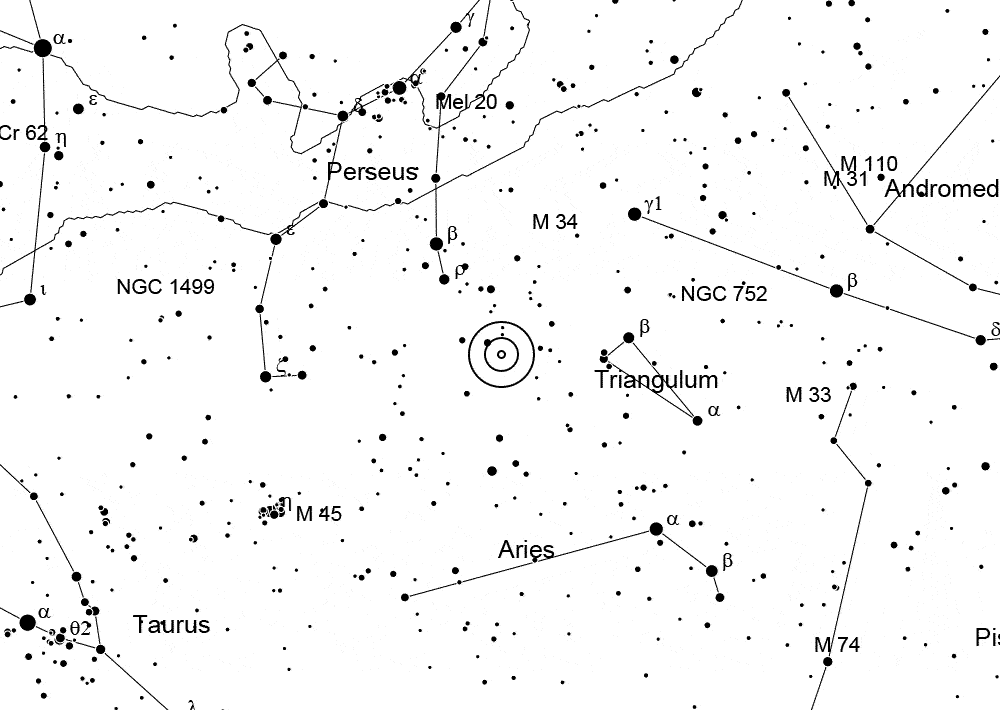 γ
α
α
ε
δ
Mel 20
Cr 62
η
Perseus
M 110
M 31
Andromed
γ1
M 34
β
ε
ρ
ι
NGC 1499
NGC 752
β
β
δ
ζ
Triangulum
M 33
α
η
M 45
α
Aries
β
α
θ2
Taurus
M 74
Pis
λ